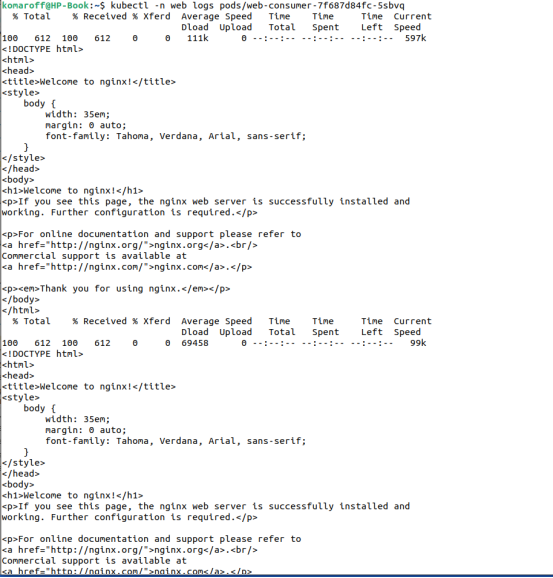 komaroff@HP-Book:~$ kubectl -n web logs pods/web-consumer-7f687d84fc-5sbvq
  % Total    % Received % Xferd  Average Speed   Time    Time     Time  Current
                                 Dload  Upload   Total   Spent    Left  Speed
100   612  100   612    0     0   111k      0 --:--:-- --:--:-- --:--:--  597k
<!DOCTYPE html>
<html>
<head>
<title>Welcome to nginx!</title>
<style>
    body {
        width: 35em;
        margin: 0 auto;
        font-family: Tahoma, Verdana, Arial, sans-serif;
    }
</style>
</head>
<body>
<h1>Welcome to nginx!</h1>
<p>If you see this page, the nginx web server is successfully installed and
working. Further configuration is required.</p>

<p>For online documentation and support please refer to
<a href="http://nginx.org/">nginx.org</a>.<br/>
Commercial support is available at
<a href="http://nginx.com/">nginx.com</a>.</p>

<p><em>Thank you for using nginx.</em></p>
</body>
</html>
  % Total    % Received % Xferd  Average Speed   Time    Time     Time  Current
                                 Dload  Upload   Total   Spent    Left  Speed
100   612  100   612    0     0  69458      0 --:--:-- --:--:-- --:--:--   99k
<!DOCTYPE html>
<html>
<head>
<title>Welcome to nginx!</title>
<style>
    body {
        width: 35em;
        margin: 0 auto;
        font-family: Tahoma, Verdana, Arial, sans-serif;
    }
</style>
</head>
<body>
<h1>Welcome to nginx!</h1>
<p>If you see this page, the nginx web server is successfully installed and
working. Further configuration is required.</p>

<p>For online documentation and support please refer to
<a href="http://nginx.org/">nginx.org</a>.<br/>
Commercial support is available at
<a href="http://nginx.com/">nginx.com</a>.</p>